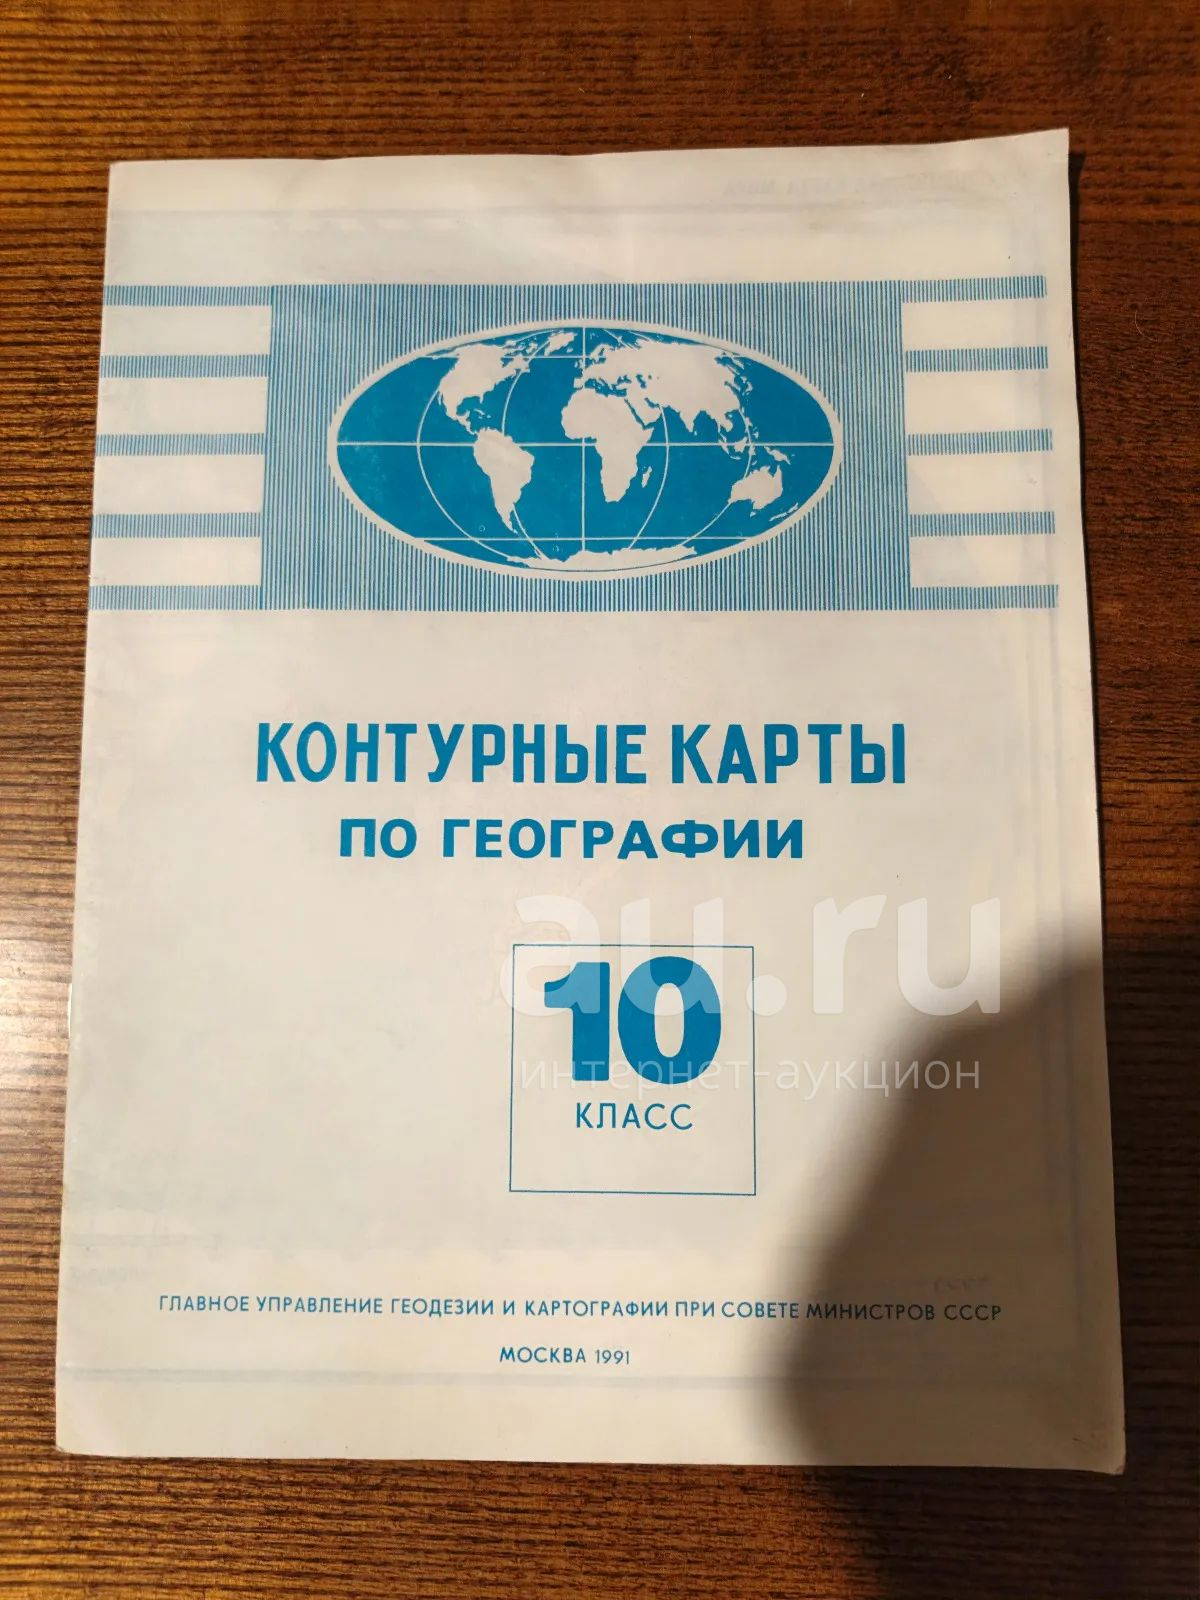 КОНТУРНЫЕ КАРТЫ
ПО ГЕОГРАФИИ
au.ru
10
интернет-аукцион
КЛАСС
ГЛАВНОЕ УПРАВЛЕНИЕ ГЕОДЕЗИИ И КАРТОГРАФИИ ПРИ СОВЕТЕ МИНИСТРОВ СССР
МОСКВА 1991